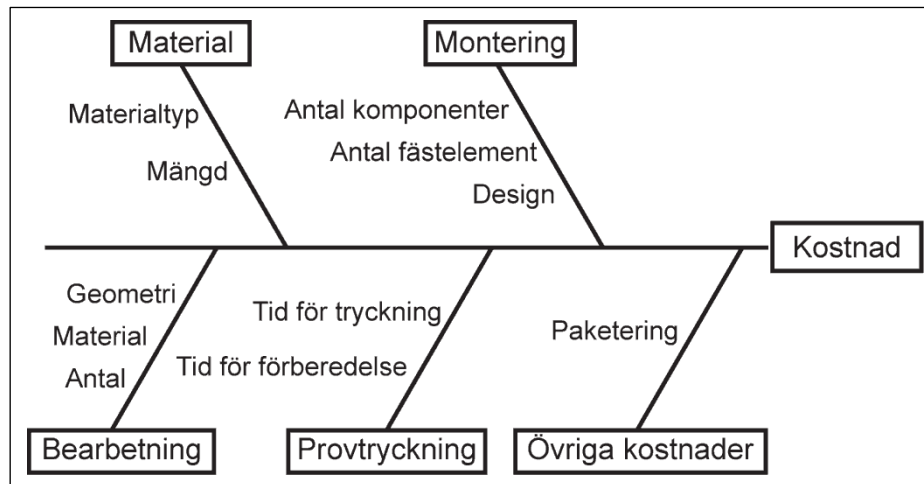 Material
Montering
Materialtyp
Mängd
Antal komponenter
Antal fästelement
Design
Kostnad
Geometri
Material
Antal
Tid för tryckning
Tid för förberedelse
Paketering
Bearbetning
Provtryckning
Övriga kostnader